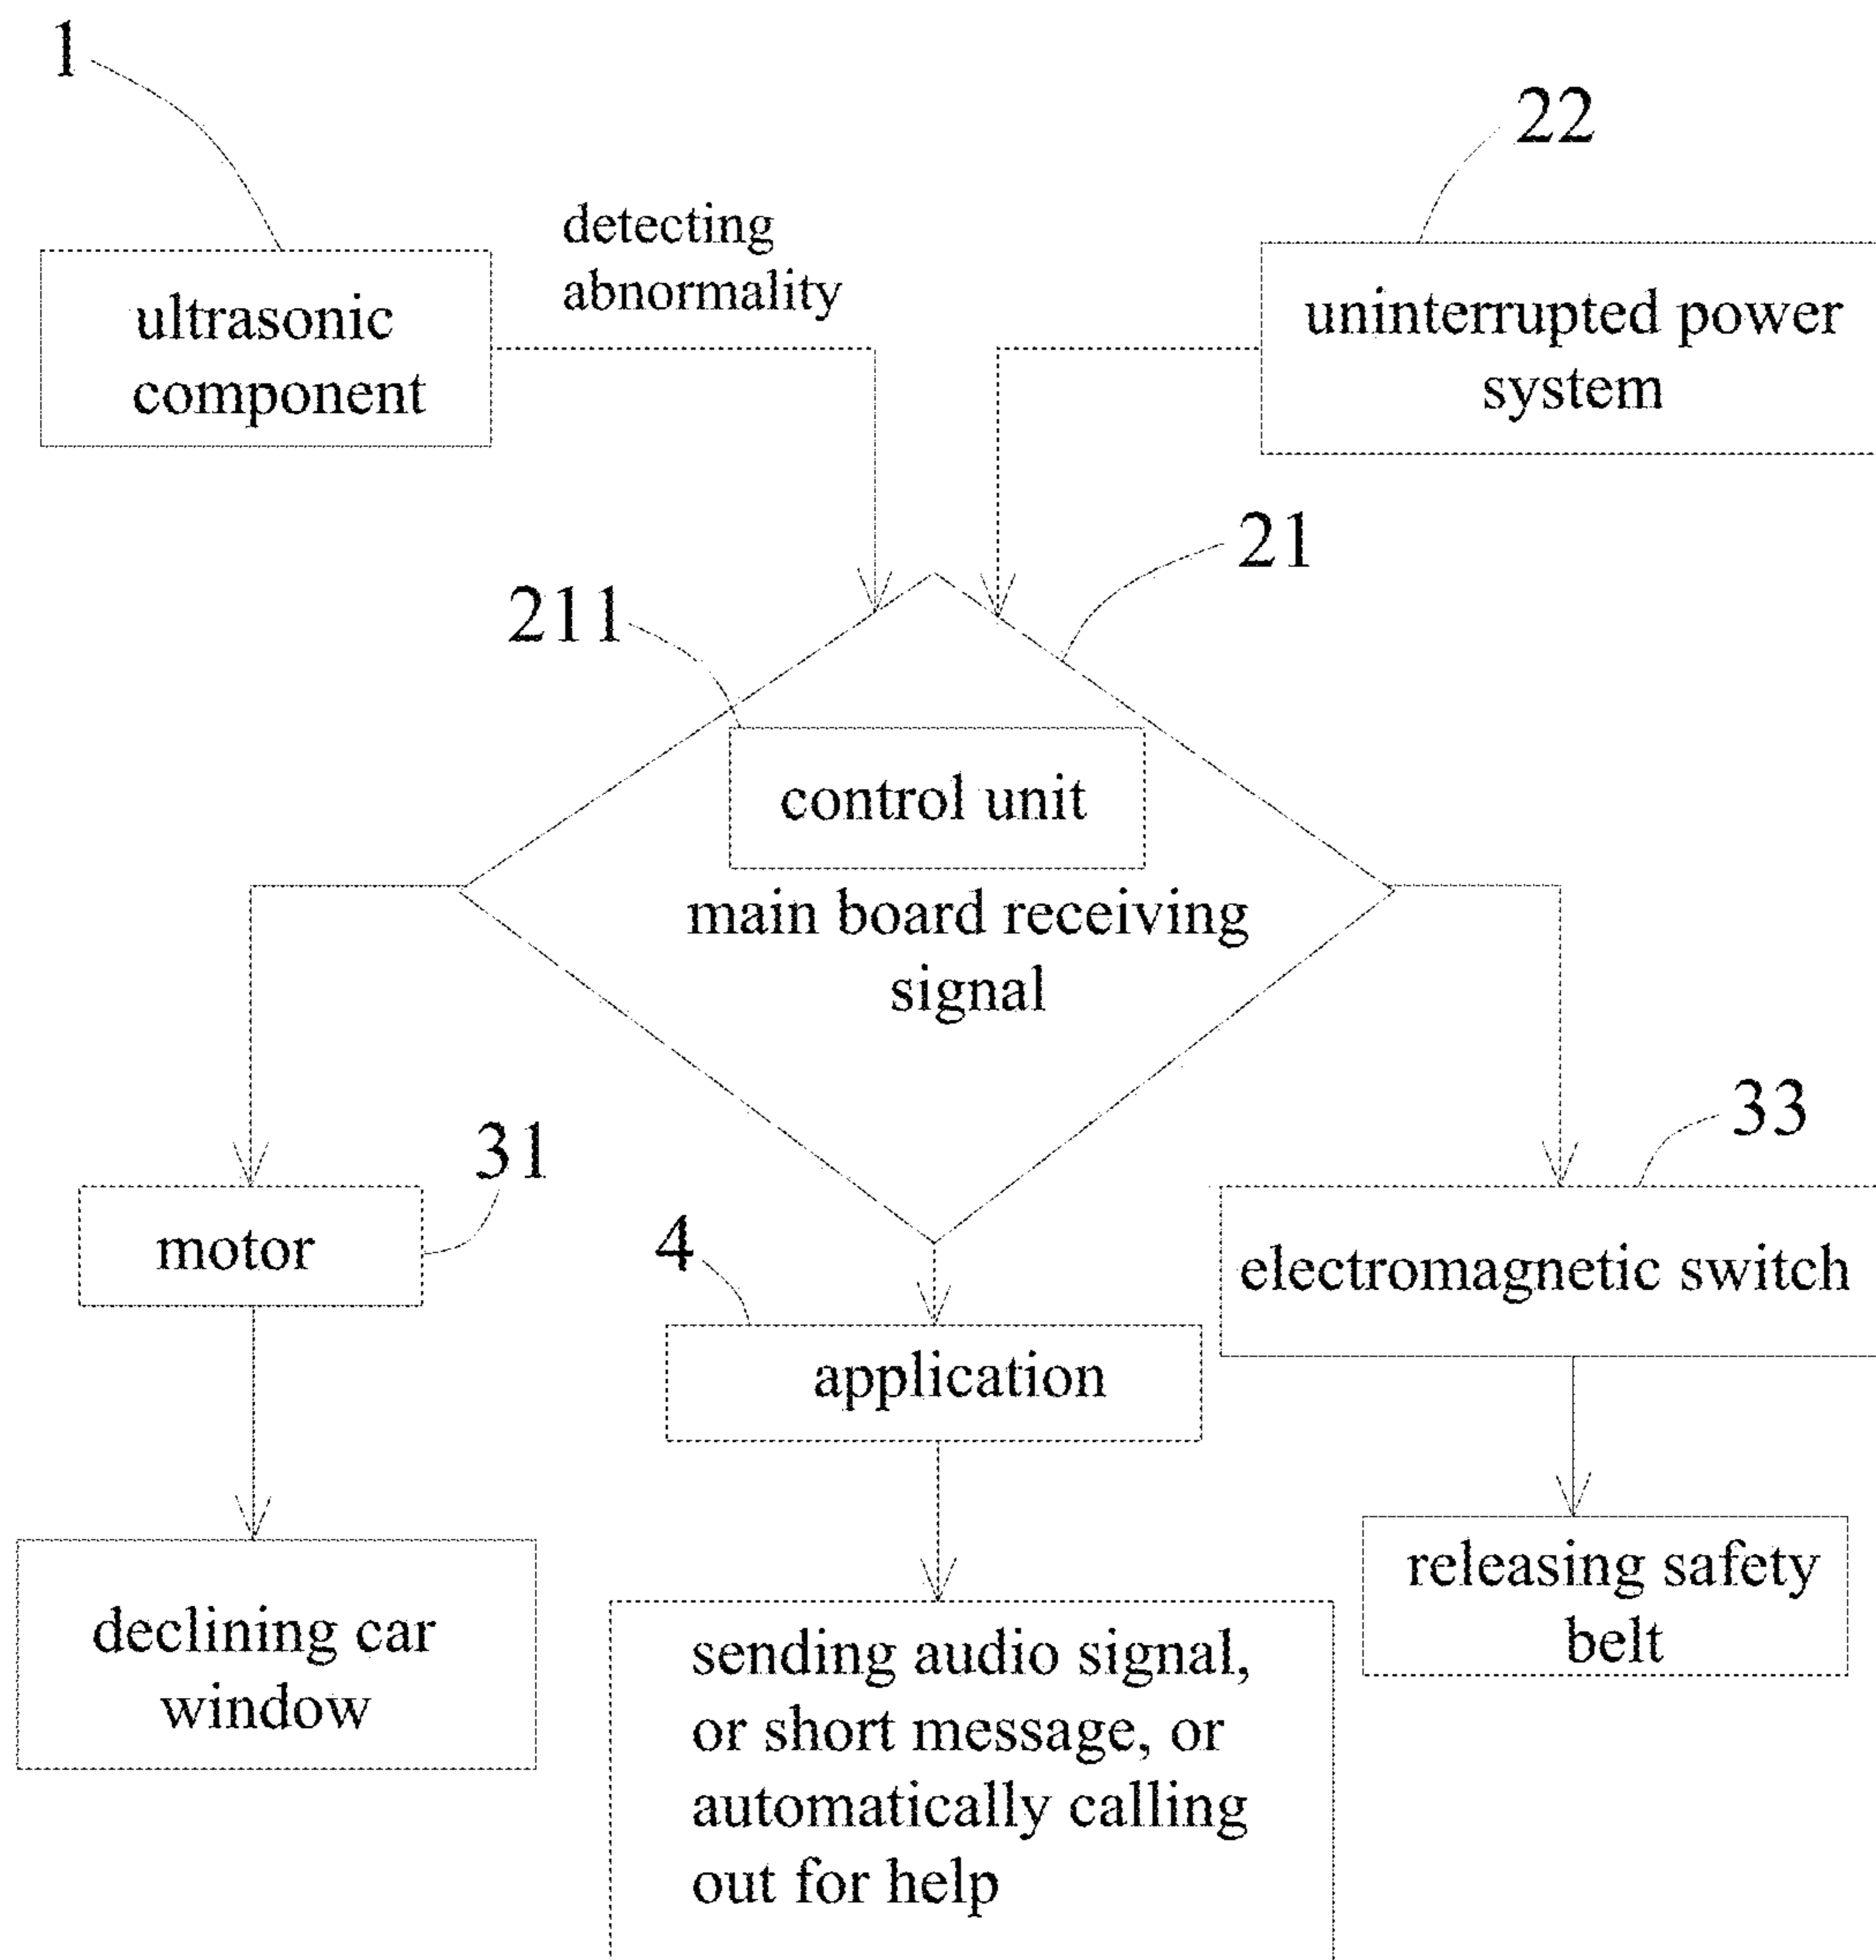 1
22
detecting
abnormality
ultrasonic
component
uninterrupted power
system
21
211
control unit
main board receiving
signal
33
31
motor
4
electromagnetic switch
application
declining car
window
sending audio signal,
or short message, or
automatically calling
out for help
releasing safety
belt